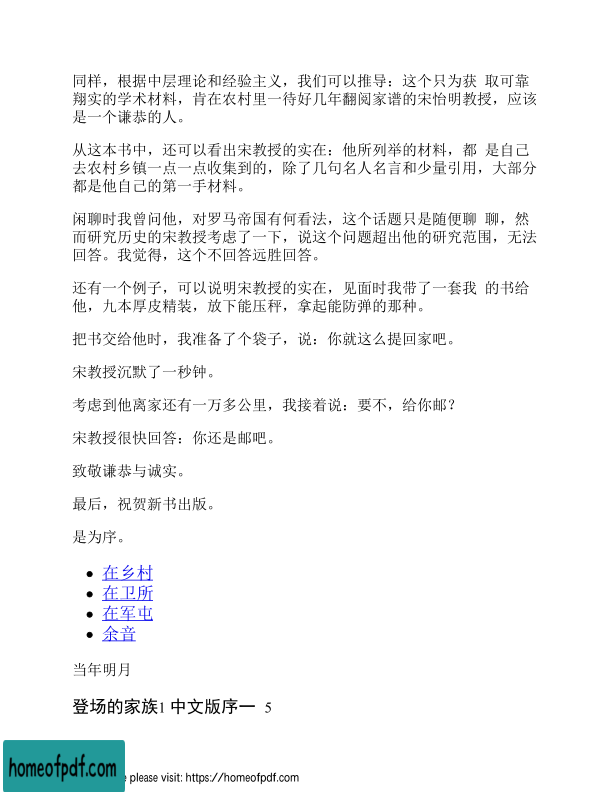 同样，根据中层理论和经验主义，我们可以推导：这个只为获 取可靠
翔实的学术材料，肯在农村里一待好几年翻阅家谱的宋怡明教授，应该
是一个谦恭的人。
从这本书中，还可以看出宋教授的实在：他所列举的材料，都 是自己
去农村乡镇一点一点收集到的，除了几句名人名言和少量引用，大部分
都是他自己的第一手材料。
闲聊时我曾问他，对罗马帝国有何看法，这个话题只是随便聊 聊，然
而研究历史的宋教授考虑了一下，说这个问题超出他的研究范围，无法
回答。我觉得，这个不回答远胜回答。
还有一个例子，可以说明宋教授的实在，见面时我带了一套我 的书给
他，九本厚皮精装，放下能压秤，拿起能防弹的那种。
把书交给他时，我准备了个袋子，说：你就这么提回家吧。
宋教授沉默了一秒钟。
考虑到他离家还有一万多公里，我接着说：要不，给你邮？
宋教授很快回答：你还是邮吧。
致敬谦恭与诚实。
最后，祝贺新书出版。
是为序。
• 在乡村
• 在卫所
• 在军屯
• 余音
当年明月
登场的家族1 中文版序一 5
homeofpdf.com
e please visit: https://homeofpdf.com